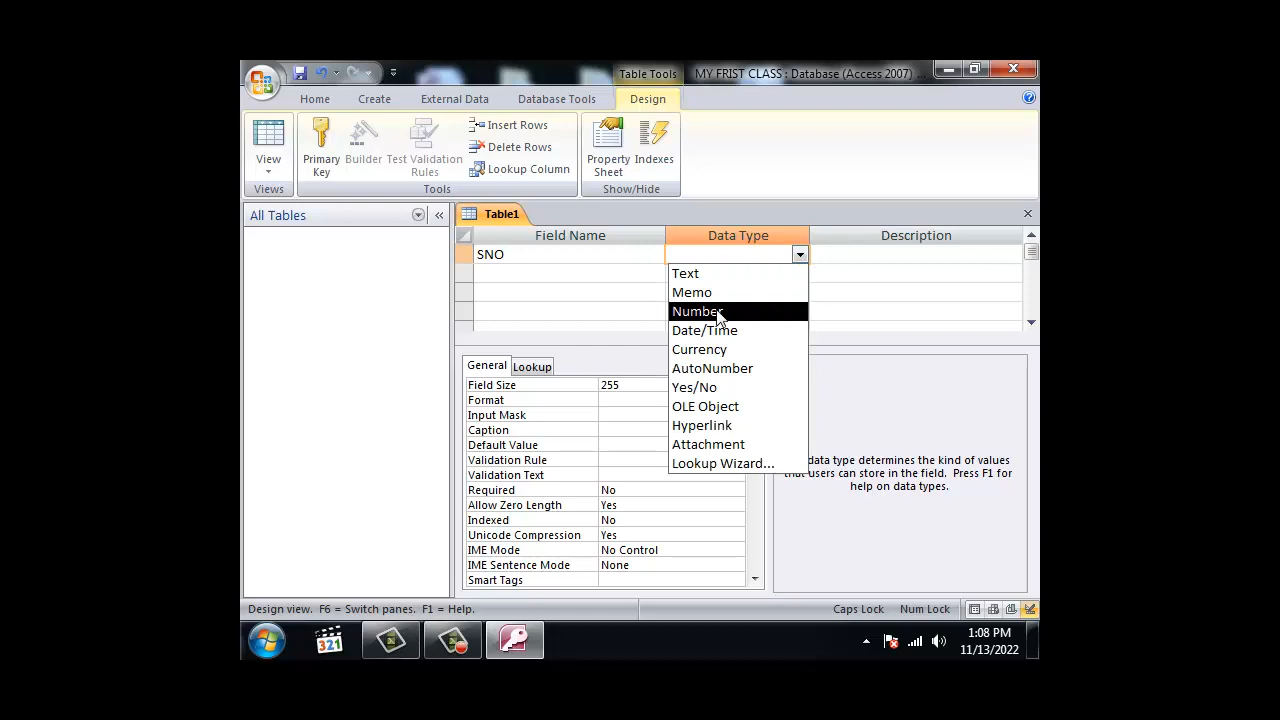 Table Tools
MY FRIST CLASS : Database (Access 2007) ...
Home
Create
External Data
Database Tools
Design
View
Primary
Key
Builder
Test Validation
Rules
Insert Rows
Delete Rows
Lookup Column
Property
Sheet
Indexes
Views
Tools
Show/Hide
All Tables
«
Table1
Field Name
Data Type
Description
SNO
Text
Memo
Number
Date/Time
Currency
AutoNumber
Yes/No
OLE Object
Hyperlink
Attachment
Lookup Wizard...
General
Lookup
Field Size 255
Format
Input Mask
Caption
Default Value
Validation Rule
Validation Text
Required No
Allow Zero Length Yes
Indexed No
Unicode Compression Yes
IME Mode No Control
IME Sentence Mode None
Smart Tags
data type determines the kind of values
that users can store in the field. Press F1 for
help on data types.
Design view. F6 = Switch panes. F1 = Help.
Caps Lock
Num Lock
321
1:08 PM
11/13/2022